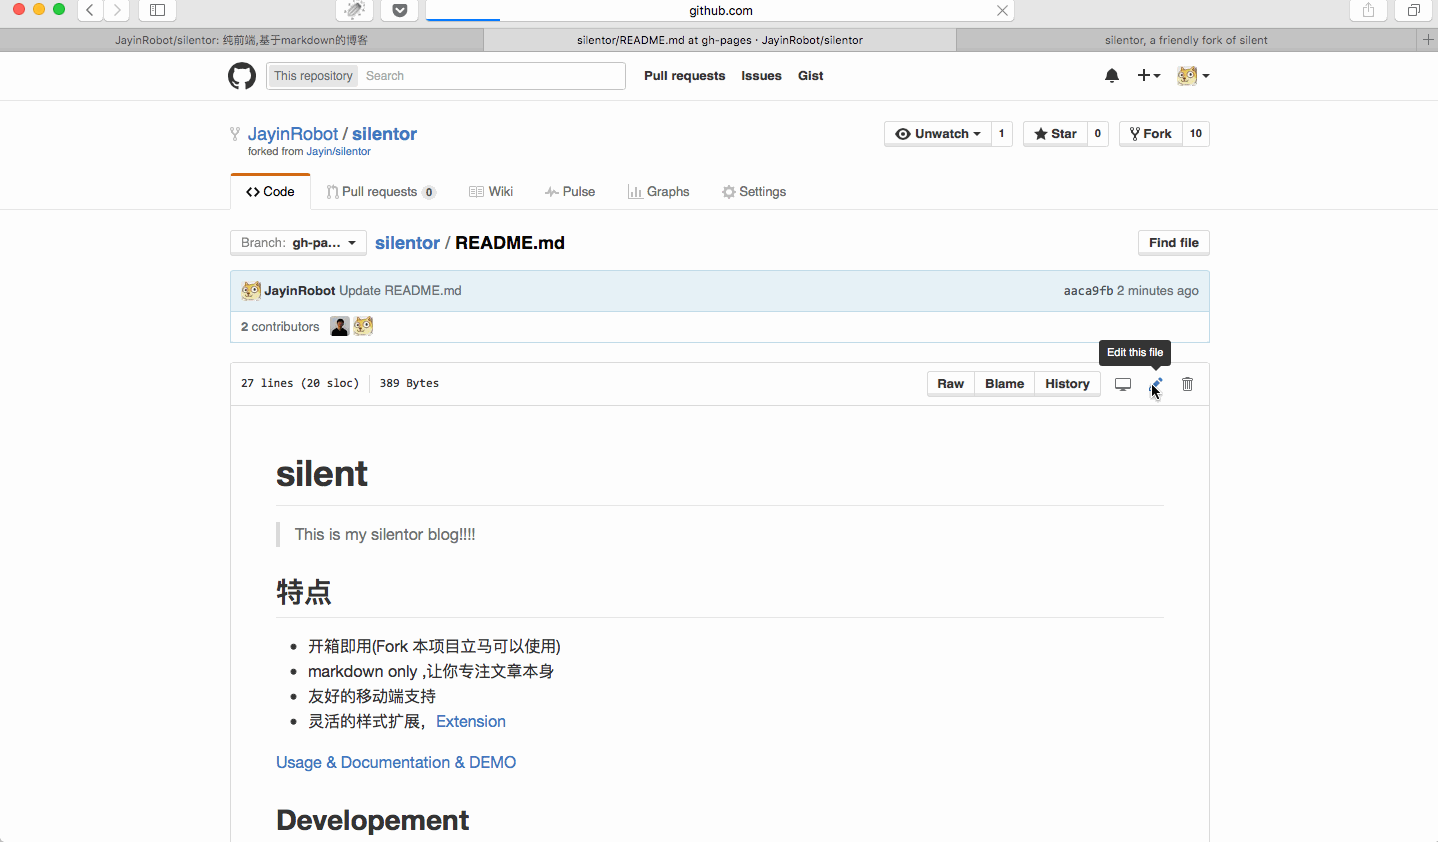 github.com
JayinRobot/silentor: 纯前端,基于markdown的博客
silentor/README.md at gh-pages · JayinRobot/silentor
silentor, a friendly fork of silent
This repository Search
Pull requests Issues Gist
JayinRobot / silentor
forked from Jayin/silentor
Unwatch 1 Star 0 Fork 10
Code Pull requests 0 Wiki Pulse Graphs Settings
Branch: gh-pa... silentor / README.md Find file
JayinRobot Update README.md aaca9fb 2 minutes ago
2 contributors
Edit this file
27 lines (20 sloc) 389 Bytes Raw Blame History
silent
This is my silentor blog!!!!
特点
开箱即用(Fork 本项目立马可以使用)
markdown only ,让你专注文章本身
友好的移动端支持
灵活的样式扩展，Extension
Usage & Documentation & DEMO
Developement